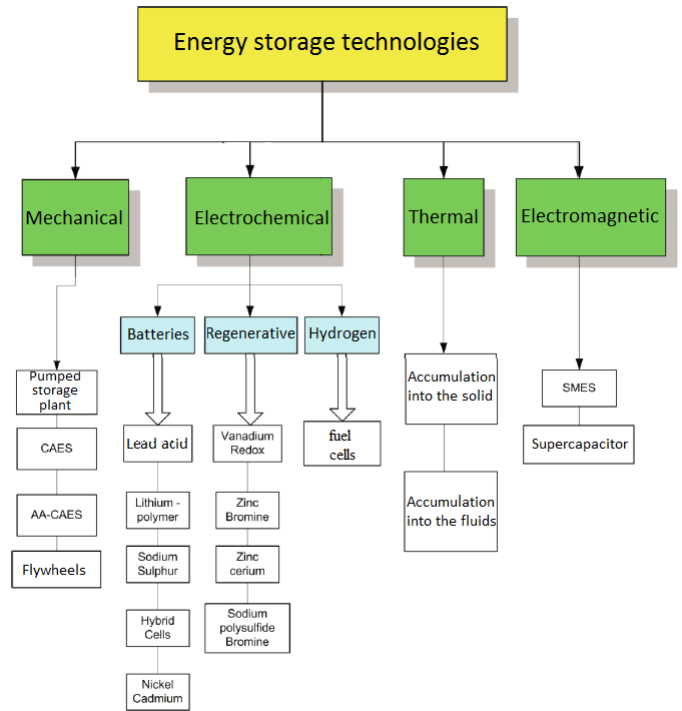 Energy storage technologies
Mechanical
Electrochemical
Thermal
Electromagnetic
Batteries
Regenerative
Hydrogen
Pumped
storage
plant
CAES
AA-CAES
Flywheels
Lead acid
Lithium -
polymer
Sodium
Sulphur
Hybrid
Cells
Nickel
Cadmium
Vanadium
Redox
Zinc
Bromine
Zinc
cerium
Sodium
polysulfide
Bromine
fuel
cells
Accumulation
into the solid
Accumulation
into the fluids
SMES
Supercapacitor